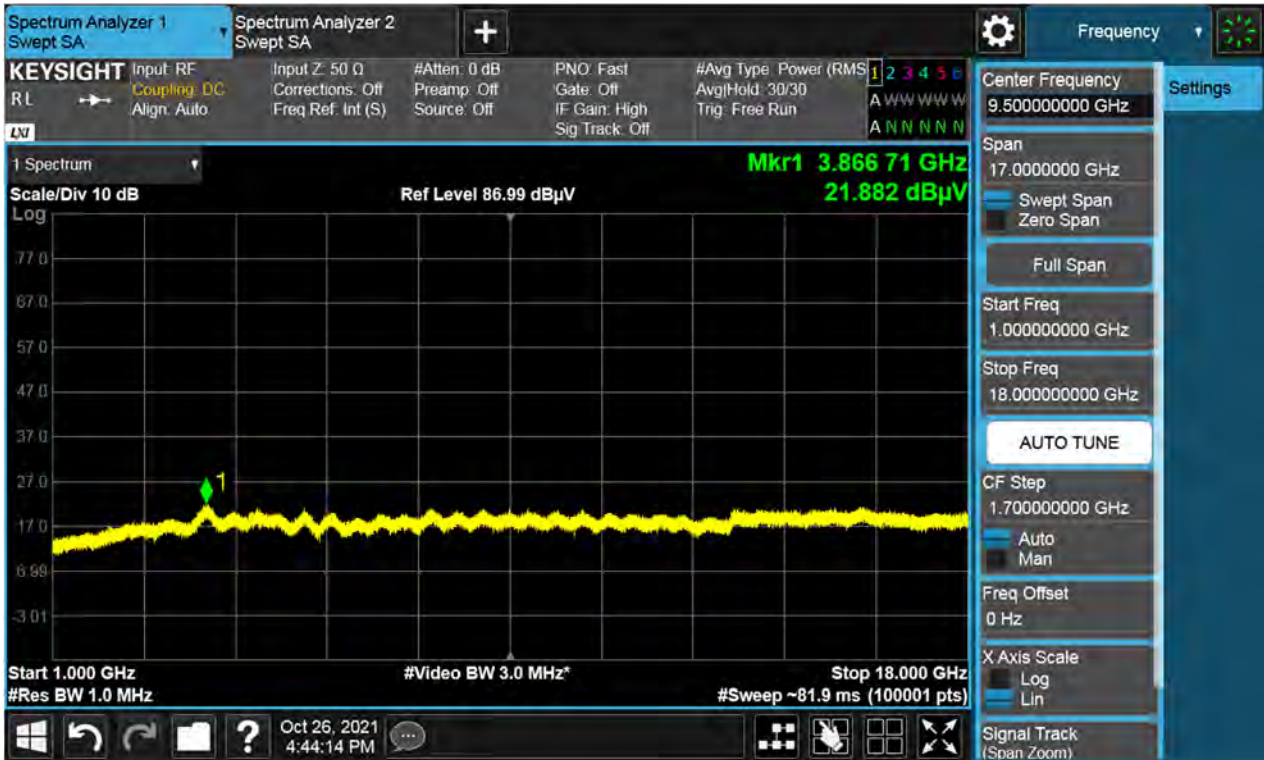 Spectrum Analyzer 1
Swept SA
Spectrum Analyzer 2
Swept SA
Frequency
KEYSIGHT
RL
LXI
Input: RF
Coupling: DC
Align: Auto
Input Z: 50 Ω
Corrections: Off
Freq Ref: Int (S)
#Atten: 0 dB
Preamp: Off
Source: Off
PNO: Fast
Gate: Off
IF Gain: High
Sig Track: Off
#Avg Type: Power (RMS
Avg|Hold: 30/30
Trig: Free Run
1 2 3 4 5 6
A W W W W W
A N N N N N
1 Spectrum
Mkr1 3.866 71 GHz
Scale/Div 10 dB
Ref Level 86.99 dBµV
21.882 dBµV
Log
77.0
67.0
57.0
47.0
37.0
27.0
1
17.0
6.99
-3.01
Start 1.000 GHz
#Video BW 3.0 MHz*
Stop 18.000 GHz
#Res BW 1.0 MHz
#Sweep ~81.9 ms (100001 pts)
?
Oct 26, 2021
4:44:14 PM
Center Frequency
9.500000000 GHz
Settings
Span
17.0000000 GHz
Swept Span
Zero Span
Full Span
Start Freq
1.000000000 GHz
Stop Freq
18.000000000 GHz
AUTO TUNE
CF Step
1.700000000 GHz
Auto
Man
Freq Offset
0 Hz
X Axis Scale
Log
Lin
Signal Track
(Span Zoom)